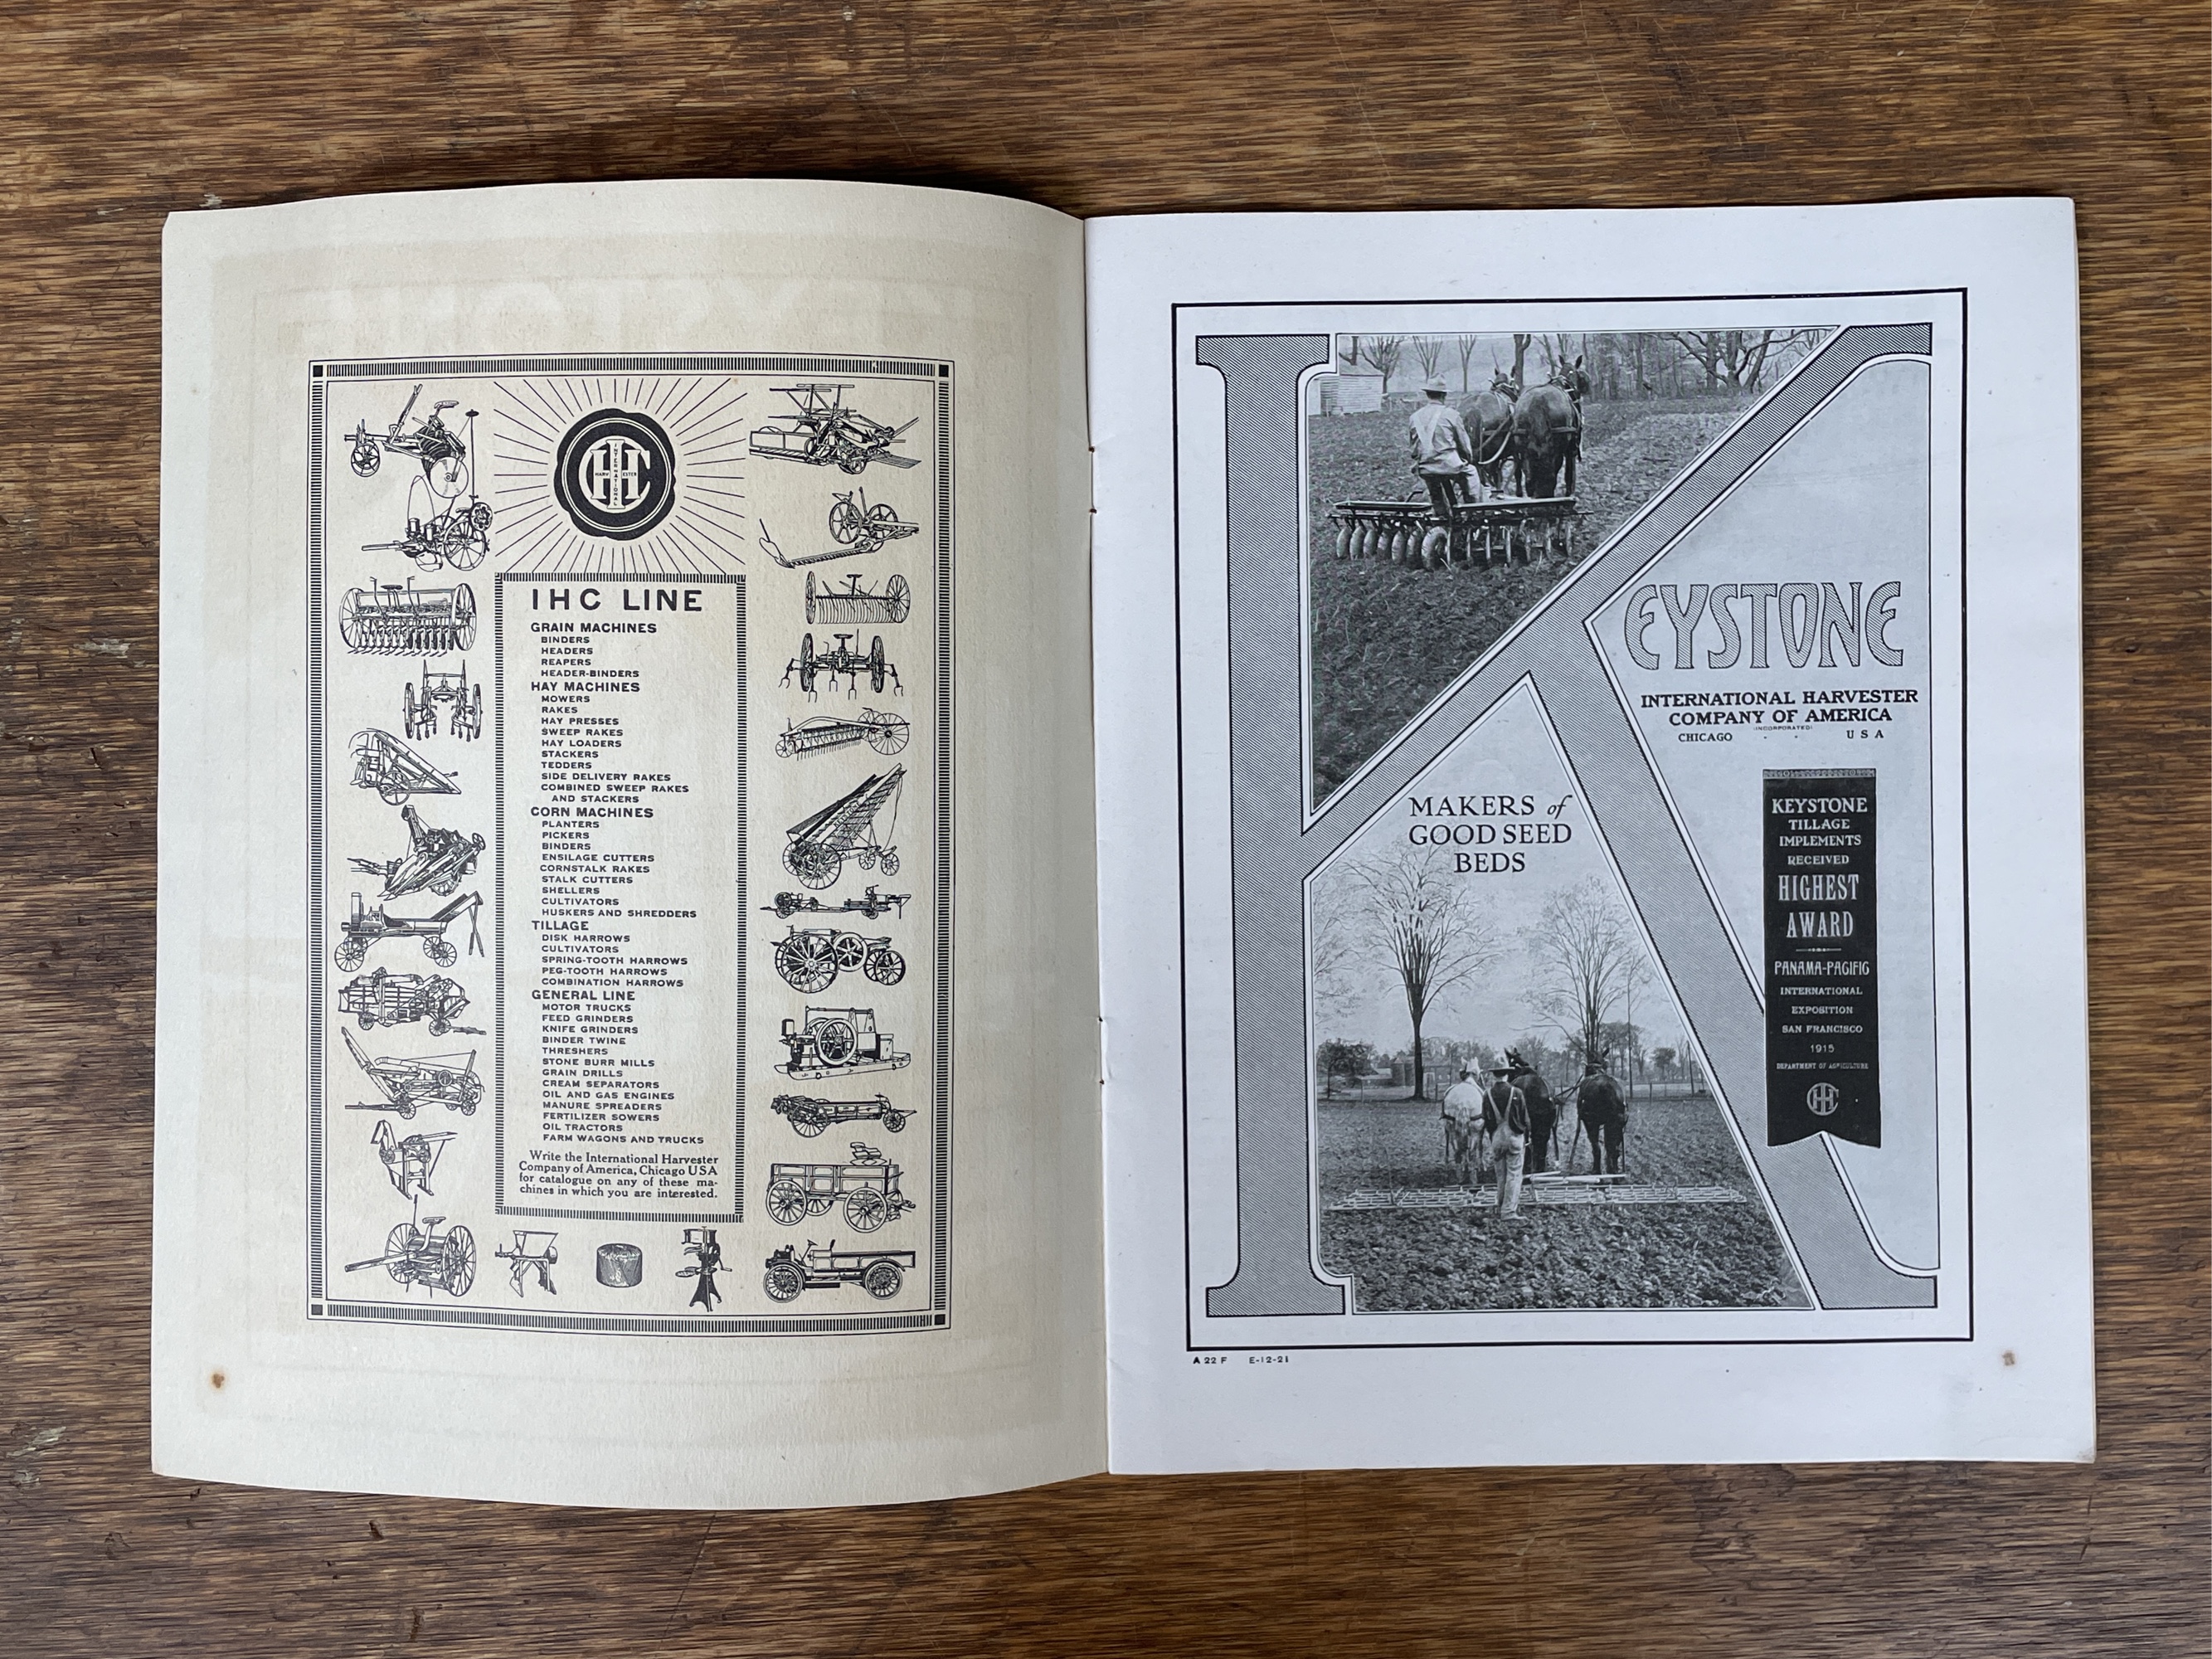 INTERNATIONAL
HARVESTER
IHC LINE
GRAIN MACHINES
BINDERS
HEADERS
REAPERS
HEADER-BINDERS
HAY MACHINES
MOWERS
RAKES
HAY PRESSES
SWEEP RAKES
HAY LOADERS
STACKERS
TEDDERS
SIDE DELIVERY RAKES
COMBINED SWEEP RAKES
AND STACKERS
CORN MACHINES
PLANTERS
PICKERS
BINDERS
ENSILAGE CUTTERS
CORNSTALK RAKES
STALK CUTTERS
SHELLERS
CULTIVATORS
HUSKERS AND SHREDDERS
TILLAGE
DISK HARROWS
CULTIVATORS
SPRING-TOOTH HARROWS
PEG-TOOTH HARROWS
COMBINATION HARROWS
GENERAL LINE
MOTOR TRUCKS
FEED GRINDERS
KNIFE GRINDERS
BINDER TWINE
THRESHERS
STONE BURR MILLS
GRAIN DRILLS
CREAM SEPARATORS
OIL AND GAS ENGINES
MANURE SPREADERS
FERTILIZER SOWERS
OIL TRACTORS
FARM WAGONS AND TRUCKS
Write the International Harvester
Company of America, Chicago USA
for catalogue on any of these ma-
chines in which you are interested.
KEYSTONE
INTERNATIONAL HARVESTER
COMPANY OF AMERICA
(INCORPORATED)
CHICAGO · · USA
MAKERS of
GOOD SEED
BEDS
KEYSTONE
TILLAGE
IMPLEMENTS
RECEIVED
HIGHEST
AWARD
PANAMA-PACIFIC
INTERNATIONAL
EXPOSITION
SAN FRANCISCO
1915
DEPARTMENT OF AGRICULTURE
IHC
A 22 F E-12-21